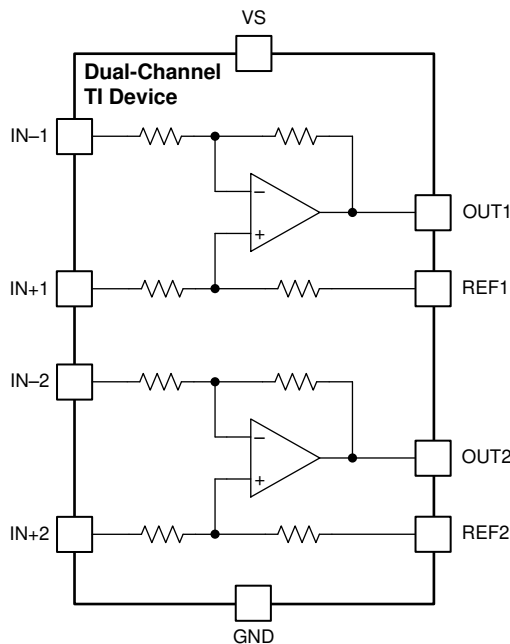 VS
Dual-Channel
TI Device
IN–1
OUT1
IN+1
REF1
IN–2
OUT2
IN+2
REF2
GND